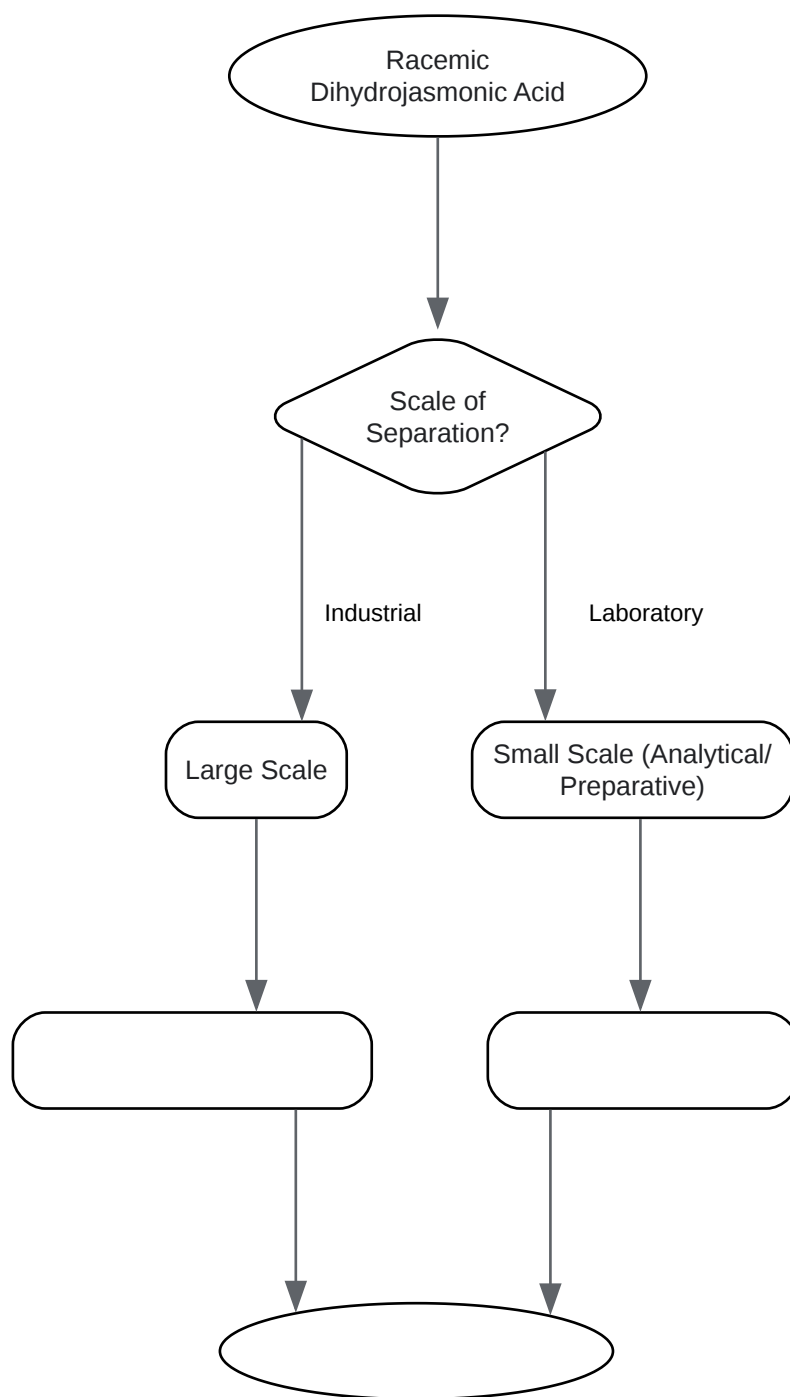 Racemic
Dihydrojasmonic Acid
Scale of
Separation?
Industrial
Laboratory
Large Scale
Small Scale (Analytical/
Preparative)